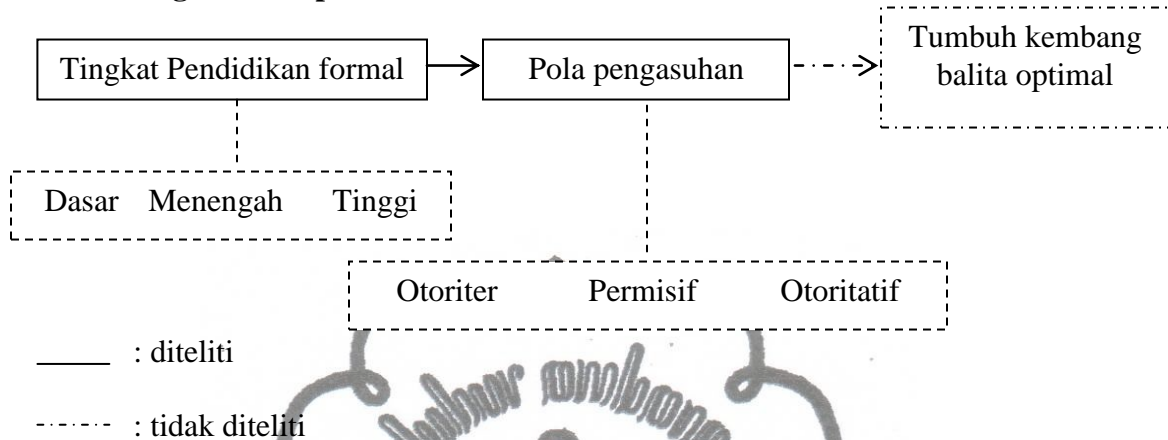 Tingkat Pendidikan formal
Pola pengasuhan
Tumbuh kembang
balita optimal
Dasar Menengah Tinggi
Otoriter Permisif Otoritatif
: diteliti
: tidak diteliti